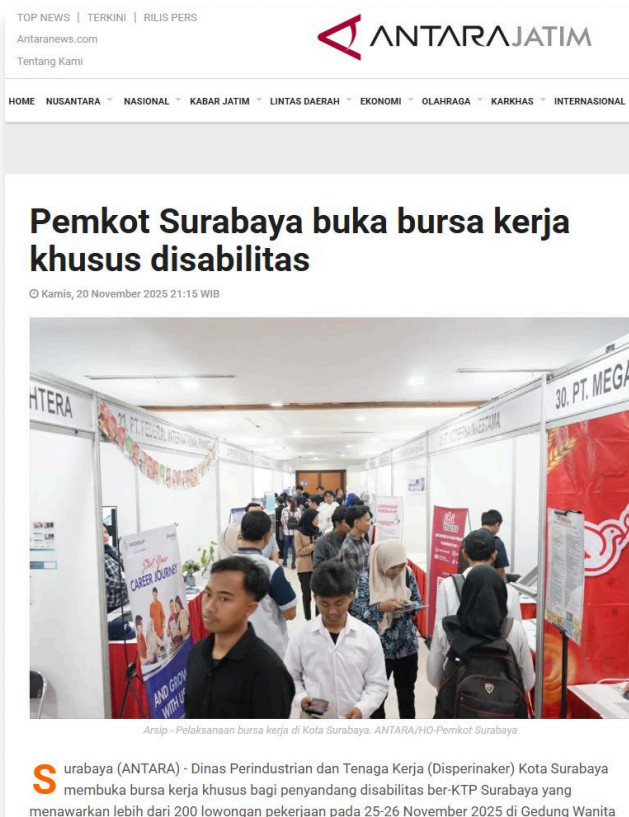 TOP NEWS | TERKINI | RILIS PERS
Antaranews.com
Tentang Kami
ANTARAJATIM
HOME NUSANTARA NASIONAL KABAR JATIM LINTAS DAERAH EKONOMI OLAHRAGA KARKHAS INTERNASIONAL
Pemkot Surabaya buka bursa kerja
khusus disabilitas
Kamis, 20 November 2025 21:15 WIB
HTERA
30. PT. MEGA
CAREER JOURNEY
AND GROW
WITH US
Arsip - Pelaksanaan bursa kerja di Kota Surabaya. ANTARA/HO-Pemkot Surabaya
Surabaya (ANTARA) - Dinas Perindustrian dan Tenaga Kerja (Disperinaker) Kota Surabaya
membuka bursa kerja khusus bagi penyandang disabilitas ber-KTP Surabaya yang
menawarkan lebih dari 200 lowongan pekerjaan pada 25-26 November 2025 di Gedung Wanita